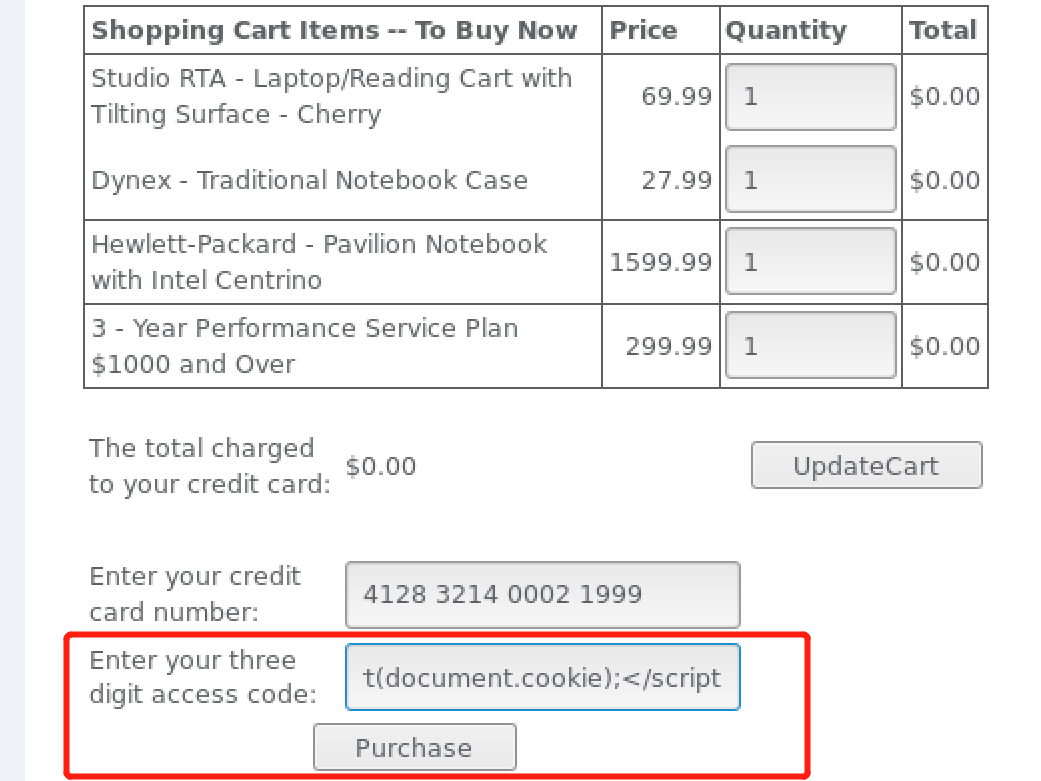 Shopping Cart Items -- To Buy Now Price Quantity Total
Studio RTA - Laptop/Reading Cart with
Tilting Surface - Cherry 69.99 1 $0.00
Dynex - Traditional Notebook Case 27.99 1 $0.00
Hewlett-Packard - Pavilion Notebook
with Intel Centrino 1599.99 1 $0.00
3 - Year Performance Service Plan
$1000 and Over 299.99 1 $0.00
The total charged
to your credit card: $0.00 UpdateCart
Enter your credit
card number: 4128 3214 0002 1999
Enter your three
digit access code: t(document.cookie);</script
Purchase